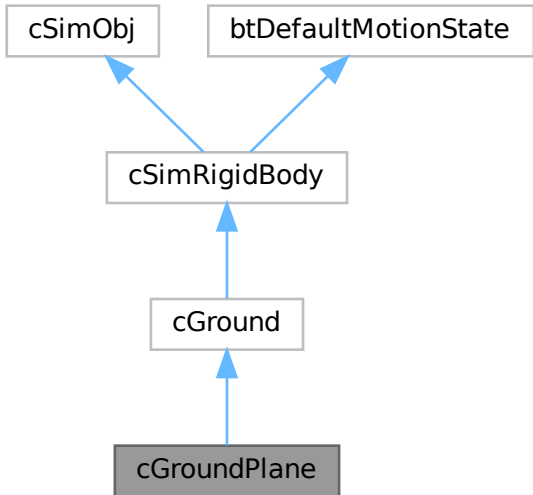 cSimObj
btDefaultMotionState
cSimRigidBody
cGround
cGroundPlane